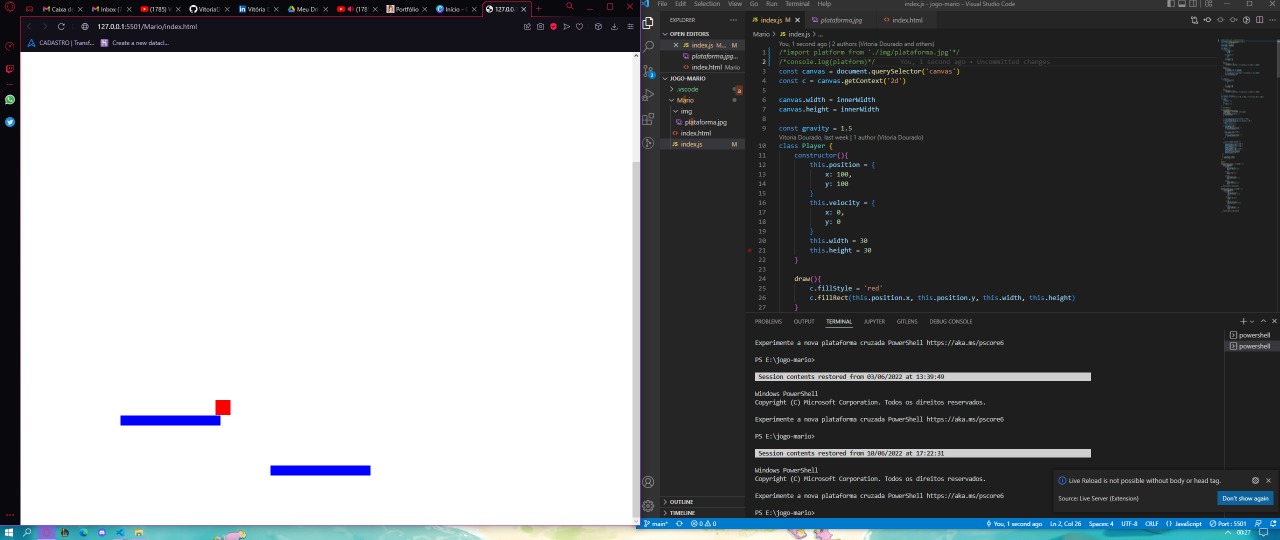 Caixa d
Inbox (7
(1785) V
VitoriaD
Vitória D
Meu Dr
(178
Portfólio
Início -
127.0.0.
127.0.0.1:5501/Mario/index.html
CADASTRO | Transf...
Create a new datacl...
File Edit Selection View Go Run Terminal Help
index.js - jogo-mario - Visual Studio Code
EXPLORER
OPEN EDITORS
index.js M...
plataforma.jpg...
index.html Mario
JOGO-MARIO
.vscode
Mario
img
plataforma.jpg
index.html
index.js M
OUTLINE
TIMELINE
index.js M
plataforma.jpg
index.html
Mario > index.js > ...
You, 1 second ago | 2 authors (Vitoria Dourado and others)
1 /*import platform from './img/plataforma.jpg'*/
2 /*console.log(platform)*/ You, 1 second ago • Uncommitted changes
3 const canvas = document.querySelector('canvas')
4 const c = canvas.getContext('2d')
5
6 canvas.width = innerWidth
7 canvas.height = innerWidth
8
9 const gravity = 1.5
Vitoria Dourado, last week | 1 author (Vitoria Dourado)
10 class Player {
11 constructor(){
12 this.position = {
13 x: 100,
14 y: 100
15 }
16 this.velocity = {
17 x: 0,
18 y: 0
19 }
20 this.width = 30
21 this.height = 30
22 }
23
24 draw(){
25 c.fillStyle = 'red'
26 c.fillRect(this.position.x, this.position.y, this.width, this.height)
27 }
PROBLEMS OUTPUT TERMINAL JUPYTER GITLENS DEBUG CONSOLE
powershell
powershell
Experimente a nova plataforma cruzada PowerShell https://aka.ms/pscore6
PS E:\jogo-mario>
Session contents restored from 03/06/2022 at 13:39:49
Windows PowerShell
Copyright (C) Microsoft Corporation. Todos os direitos reservados.
Experimente a nova plataforma cruzada PowerShell https://aka.ms/pscore6
PS E:\jogo-mario>
Session contents restored from 10/06/2022 at 17:22:31
Windows PowerShell
Copyright (C) Microsoft Corporation. Todos os direitos reservados.
Experimente a nova plataforma cruzada PowerShell https://aka.ms/pscore6
PS E:\jogo-mario>
Live Reload is not possible without body or head tag.
Source: Live Server (Extension)
Don't show again
main*
0 0
You, 1 second ago
Ln 2, Col 26
Spaces: 4
UTF-8
CRLF
JavaScript
Port : 5501
00:27